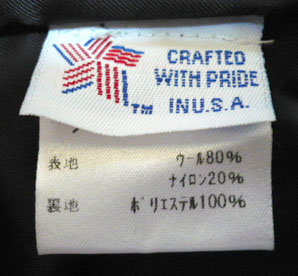 CRAFTED
WITH PRIDE
IN U.S.A.
TM
表地 ウール80%
ナイロン20%
裏地 ポリエステル100%